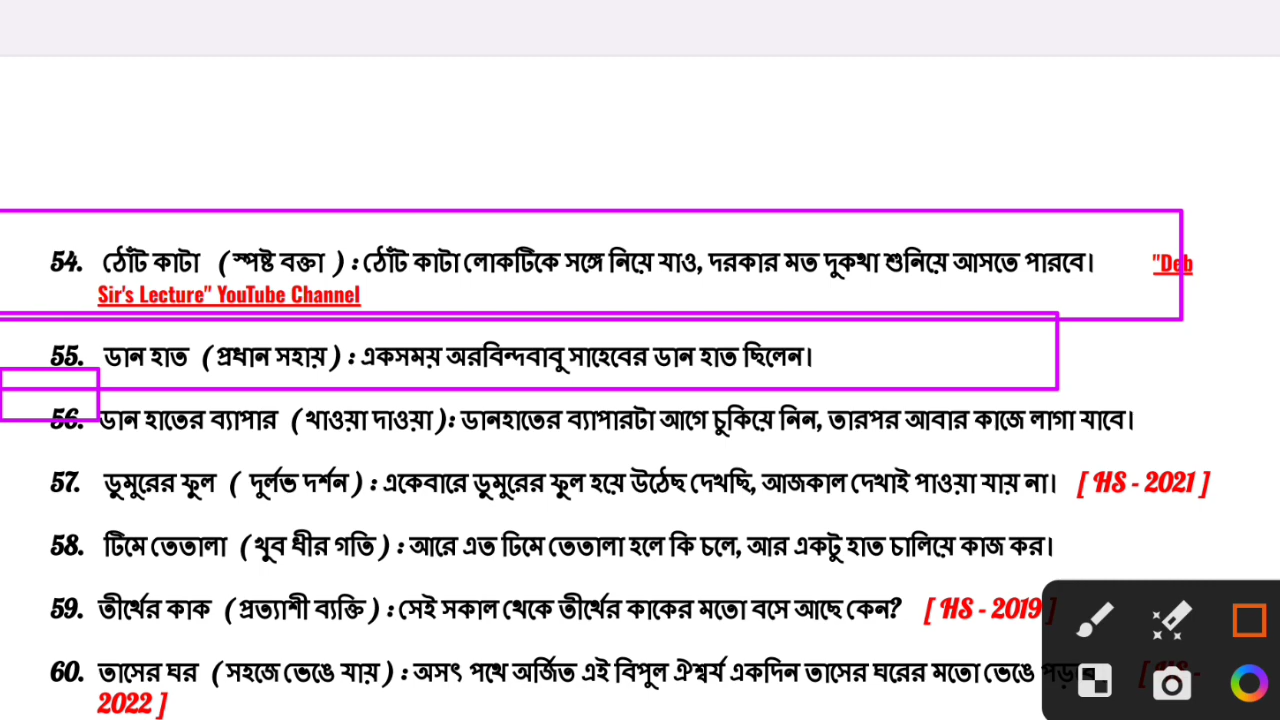 54. ঠোঁট কাটা ( স্পষ্ট বক্তা ) : ঠোঁট কাটা লোকটিকে সঙ্গে নিয়ে যাও, দরকার মত দুকথা শুনিয়ে আসতে পারবে। "Deb
Sir's Lecture" YouTube Channel
55. ডান হাত ( প্রধান সহায় ) : একসময় অরবিন্দবাবু সাহেবের ডান হাত ছিলেন।
56. ডান হাতের ব্যাপার ( খাওয়া দাওয়া ): ডানহাতের ব্যাপারটা আগে চুকিয়ে নিন, তারপর আবার কাজে লাগা যাবে।
57. ডুমুরের ফুল ( দুর্লভ দর্শন ) : একেবারে ডুমুরের ফুল হয়ে উঠেছ দেখছি, আজকাল দেখাই পাওয়া যায় না। [ HS - 2021 ]
58. টিমে তেতালা ( খুব ধীর গতি ) : আরে এত ঢিমে তেতালা হলে কি চলে, আর একটু হাত চালিয়ে কাজ কর।
59. তীর্থের কাক ( প্রত্যাশী ব্যক্তি ) : সেই সকাল থেকে তীর্থের কাকের মতো বসে আছে কেন? [ HS - 2019 ]
60. তাসের ঘর ( সহজে ভেঙে যায় ) : অসৎ পথে অর্জিত এই বিপুল ঐশ্বর্য একদিন তাসের ঘরের মতো ভেঙে [ HS -
2022 ]